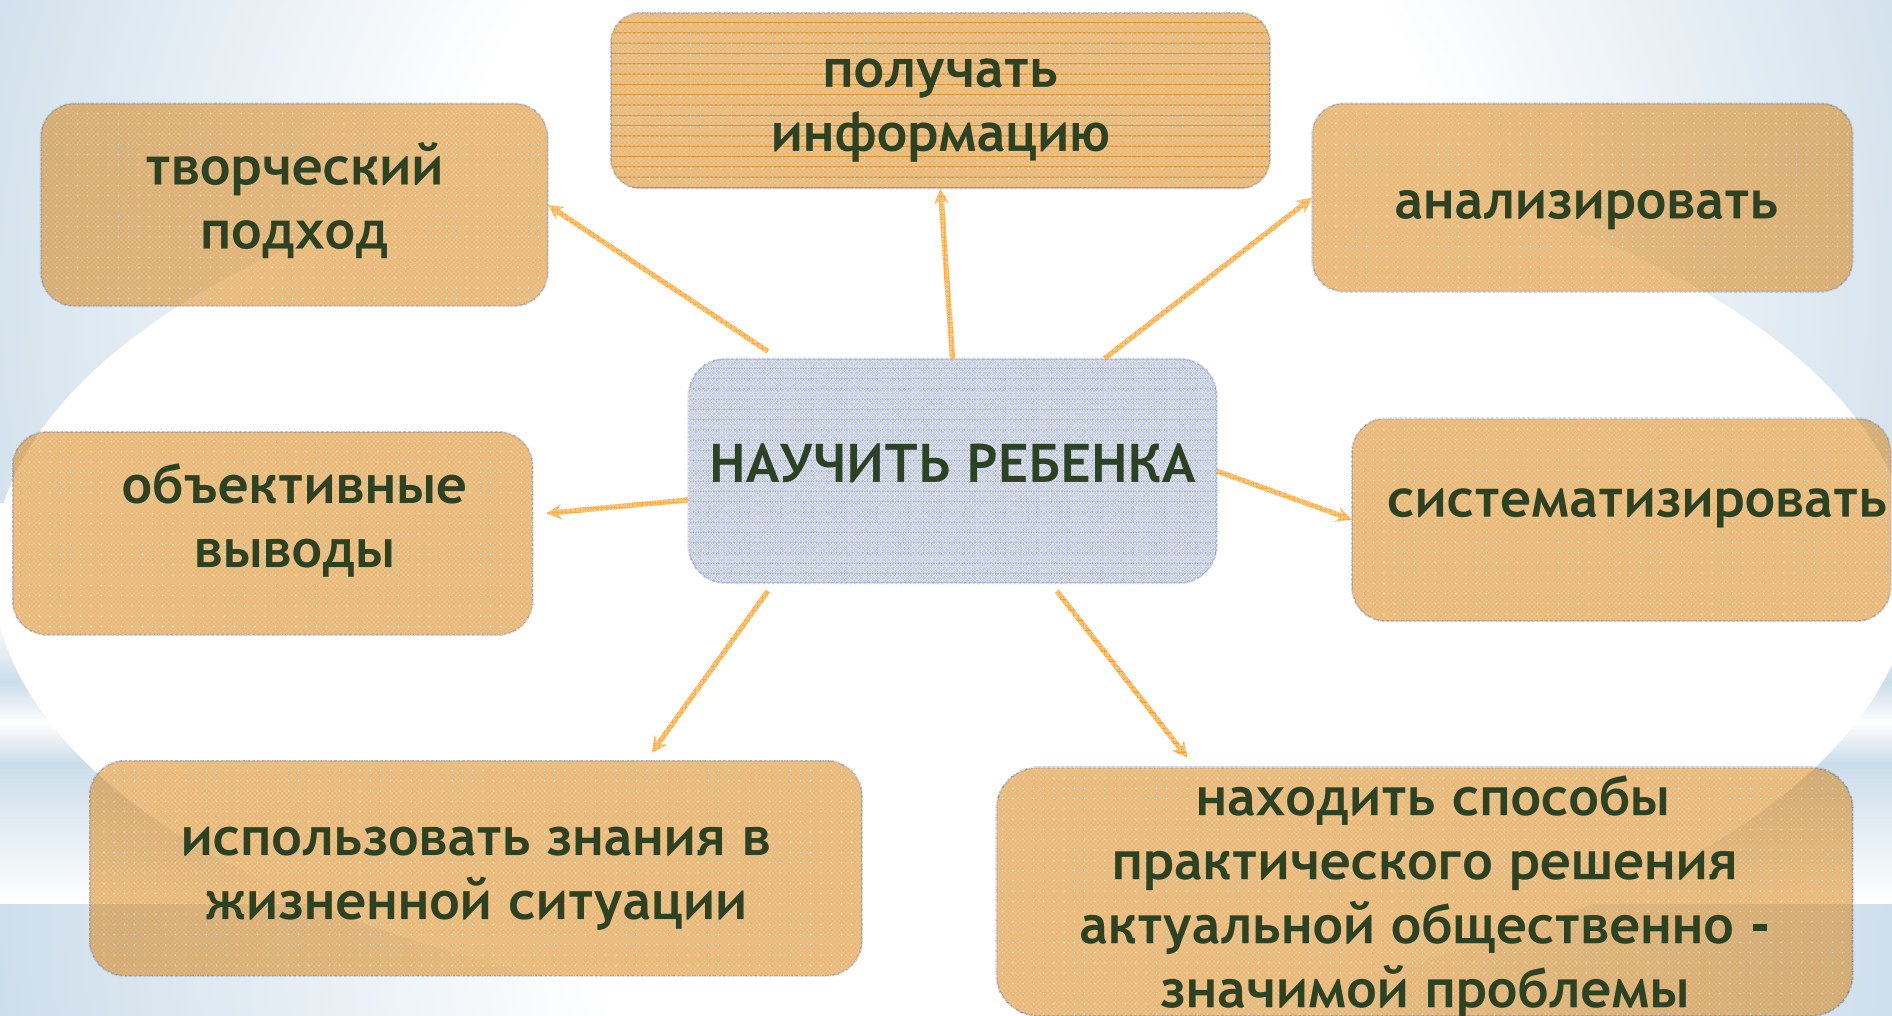 получать
информацию
творческий
подход
анализировать
НАУЧИТЬ РЕБЕНКА
объективные
выводы
систематизировать
использовать знания в
жизненной ситуации
находить способы
практического решения
актуальной общественно -
значимой проблемы